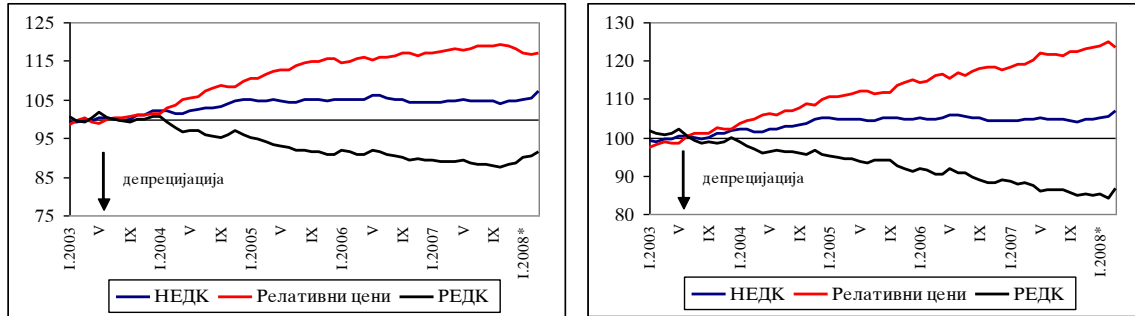 125
115
105
95
85
75
депрецијација
I.2003
V
IX
I.2004
V
IX
I.2005
V
IX
I.2006
V
IX
I.2007
V
IX
I.2008*
НЕДК Релативни цени РЕДК
130
120
110
100
90
80
депрецијација
I.2003
V
IX
I.2004
V
IX
I.2005
V
IX
I.2006
V
IX
I.2007
V
IX
I.2008*
НЕДК Релативни цени РЕДК